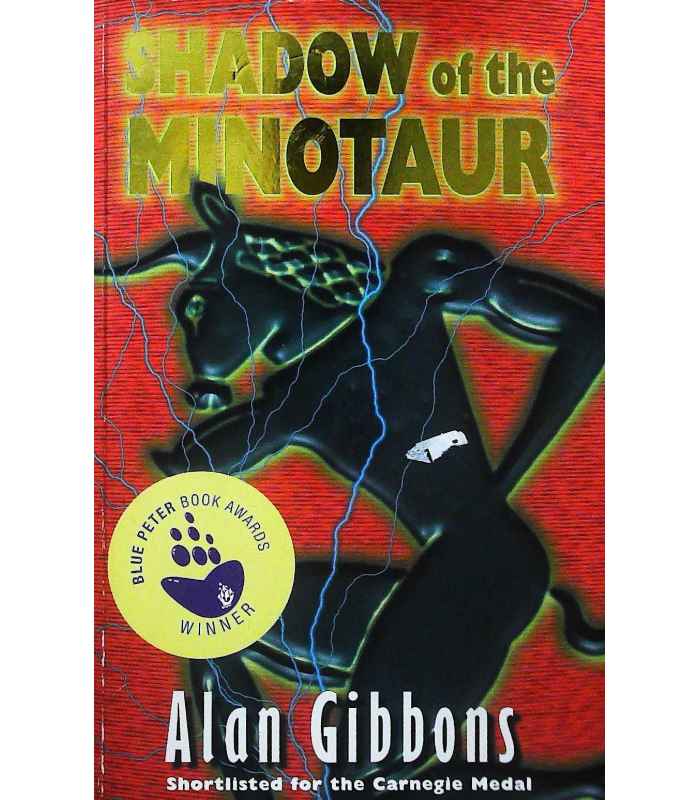 SHADOW of the
MINOTAUR
BLUE PETER BOOK AWARDS
WINNER
Alan Gibbons
Shortlisted for the Carnegie Medal